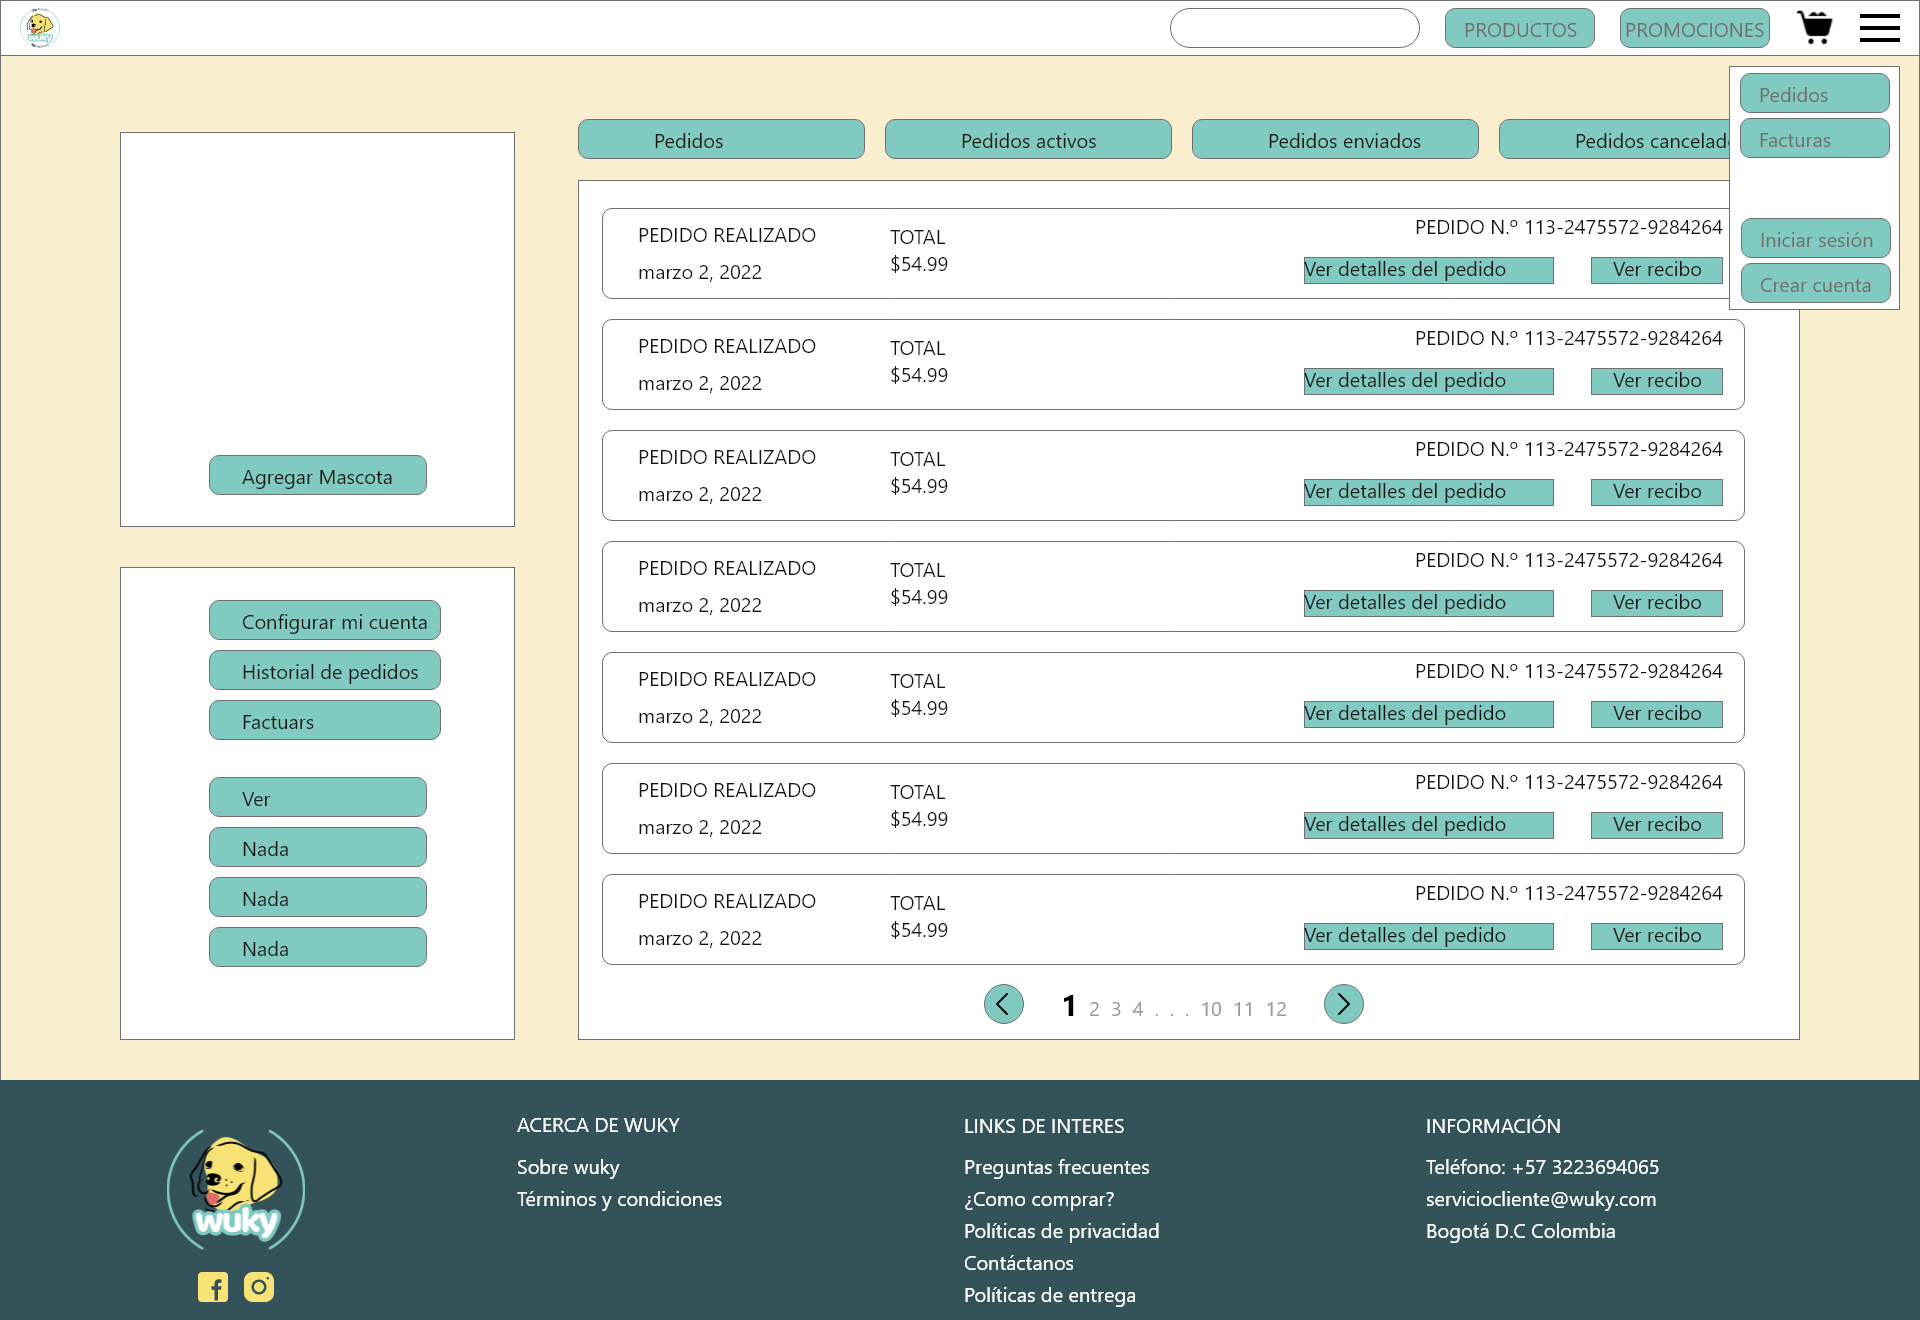 wuky
PRODUCTOS
PROMOCIONES
Pedidos
Facturas
Iniciar sesión
Crear cuenta
Pedidos
Pedidos activos
Pedidos enviados
Pedidos cancelad
Agregar Mascota
Configurar mi cuenta
Historial de pedidos
Factuars
Ver
Nada
Nada
Nada
PEDIDO REALIZADO
marzo 2, 2022
TOTAL
$54.99
PEDIDO N.º 113-2475572-9284264
Ver detalles del pedido
Ver recibo
PEDIDO REALIZADO
marzo 2, 2022
TOTAL
$54.99
PEDIDO N.º 113-2475572-9284264
Ver detalles del pedido
Ver recibo
PEDIDO REALIZADO
marzo 2, 2022
TOTAL
$54.99
PEDIDO N.º 113-2475572-9284264
Ver detalles del pedido
Ver recibo
PEDIDO REALIZADO
marzo 2, 2022
TOTAL
$54.99
PEDIDO N.º 113-2475572-9284264
Ver detalles del pedido
Ver recibo
PEDIDO REALIZADO
marzo 2, 2022
TOTAL
$54.99
PEDIDO N.º 113-2475572-9284264
Ver detalles del pedido
Ver recibo
PEDIDO REALIZADO
marzo 2, 2022
TOTAL
$54.99
PEDIDO N.º 113-2475572-9284264
Ver detalles del pedido
Ver recibo
PEDIDO REALIZADO
marzo 2, 2022
TOTAL
$54.99
PEDIDO N.º 113-2475572-9284264
Ver detalles del pedido
Ver recibo
1 2 3 4 . . . 10 11 12
wuky
ACERCA DE WUKY
Sobre wuky
Términos y condiciones
LINKS DE INTERES
Preguntas frecuentes
¿Como comprar?
Políticas de privacidad
Contáctanos
Políticas de entrega
INFORMACIÓN
Teléfono: +57 3223694065
serviciocliente@wuky.com
Bogotá D.C Colombia